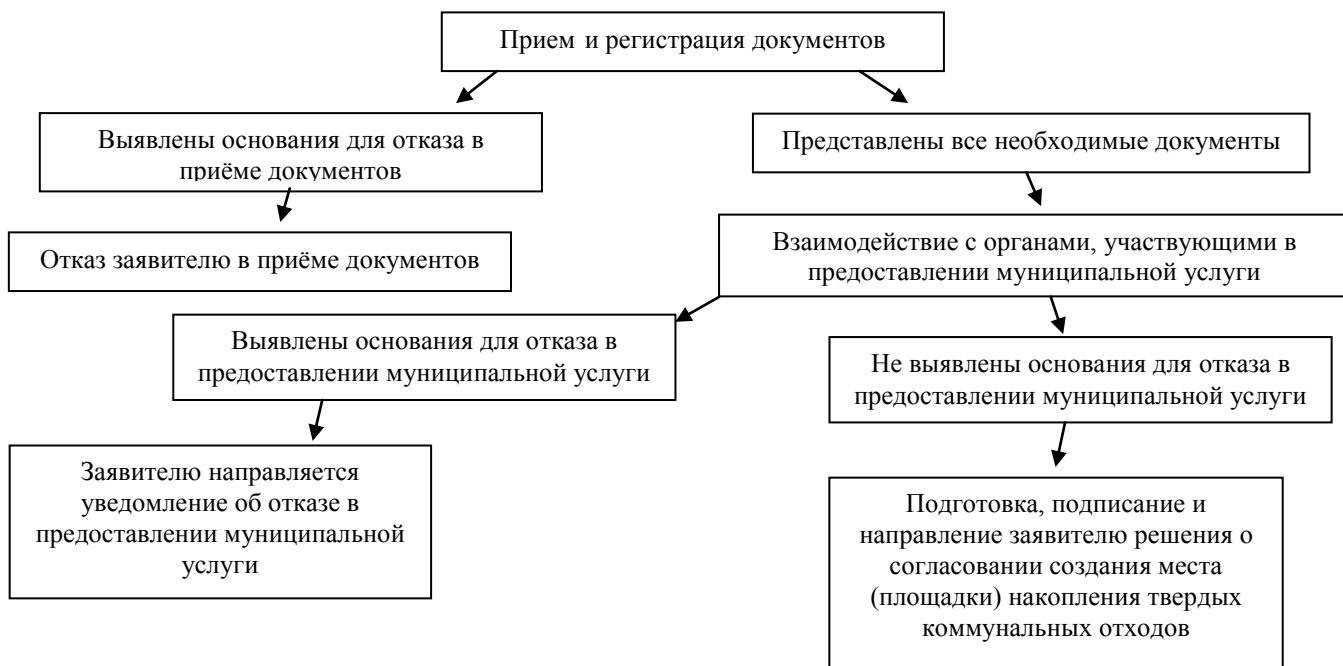 Прием и регистрация документов
Выявлены основания для отказа в
приёме документов
Представлены все необходимые документы
Отказ заявителю в приёме документов
Взаимодействие с органами, участвующими в
предоставлении муниципальной услуги
Выявлены основания для отказа в
предоставлении муниципальной услуги
Не выявлены основания для отказа в
предоставлении муниципальной услуги
Заявителю направляется
уведомление об отказе в
предоставлении муниципальной
услуги
Подготовка, подписание и
направление заявителю решения о
согласовании создания места
(площадки) накопления твердых
коммунальных отходов